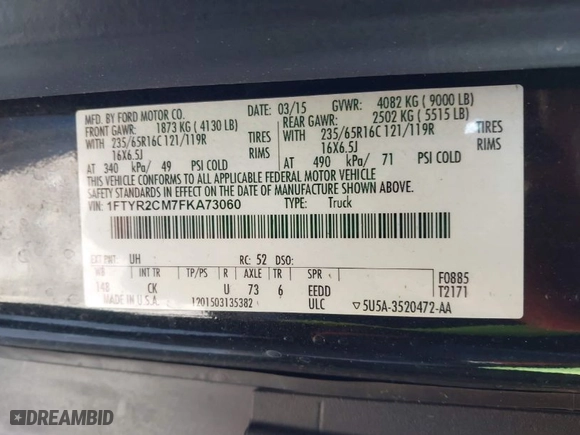 MFD. BY FORD MOTOR CO. DATE: 03/15 GVWR: 4082 KG ( 9000 LB)
FRONT GAWR: 1873 KG ( 4130 LB) REAR GAWR: 2502 KG ( 5515 LB)
WITH 235/65R16C 121/119R TIRES WITH 235/65R16C 121/119R TIRES
16X6.5J RIMS 16X6.5J RIMS
AT 340 kPa/ 49 PSI COLD AT 490 kPa/ 71 PSI COLD
THIS VEHICLE CONFORMS TO ALL APPLICABLE FEDERAL MOTOR VEHICLE
SAFETY STANDARDS IN EFFECT ON THE DATE OF MANUFACTURE SHOWN ABOVE.
VIN: 1FTYR2CM7FKA73060 TYPE: Truck
EXT PNT: UH RC: 52 DSO:
WB INT TR TP/PS R AXLE TR SPR F0885
148 CK U 73 6 EEDD T2171
MADE IN U.S.A. 1201503135382 ULC 5U5A-3520472-AA
DREAMBID